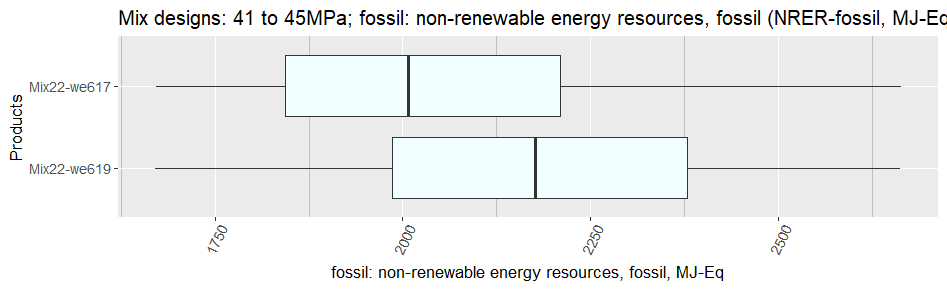 Mix designs: 41 to 45MPa; fossil: non-renewable energy resources, fossil (NRER-fossil, MJ-Eq
Products
Mix22-we617
Mix22-we619
1750
2000
2250
2500
fossil: non-renewable energy resources, fossil, MJ-Eq